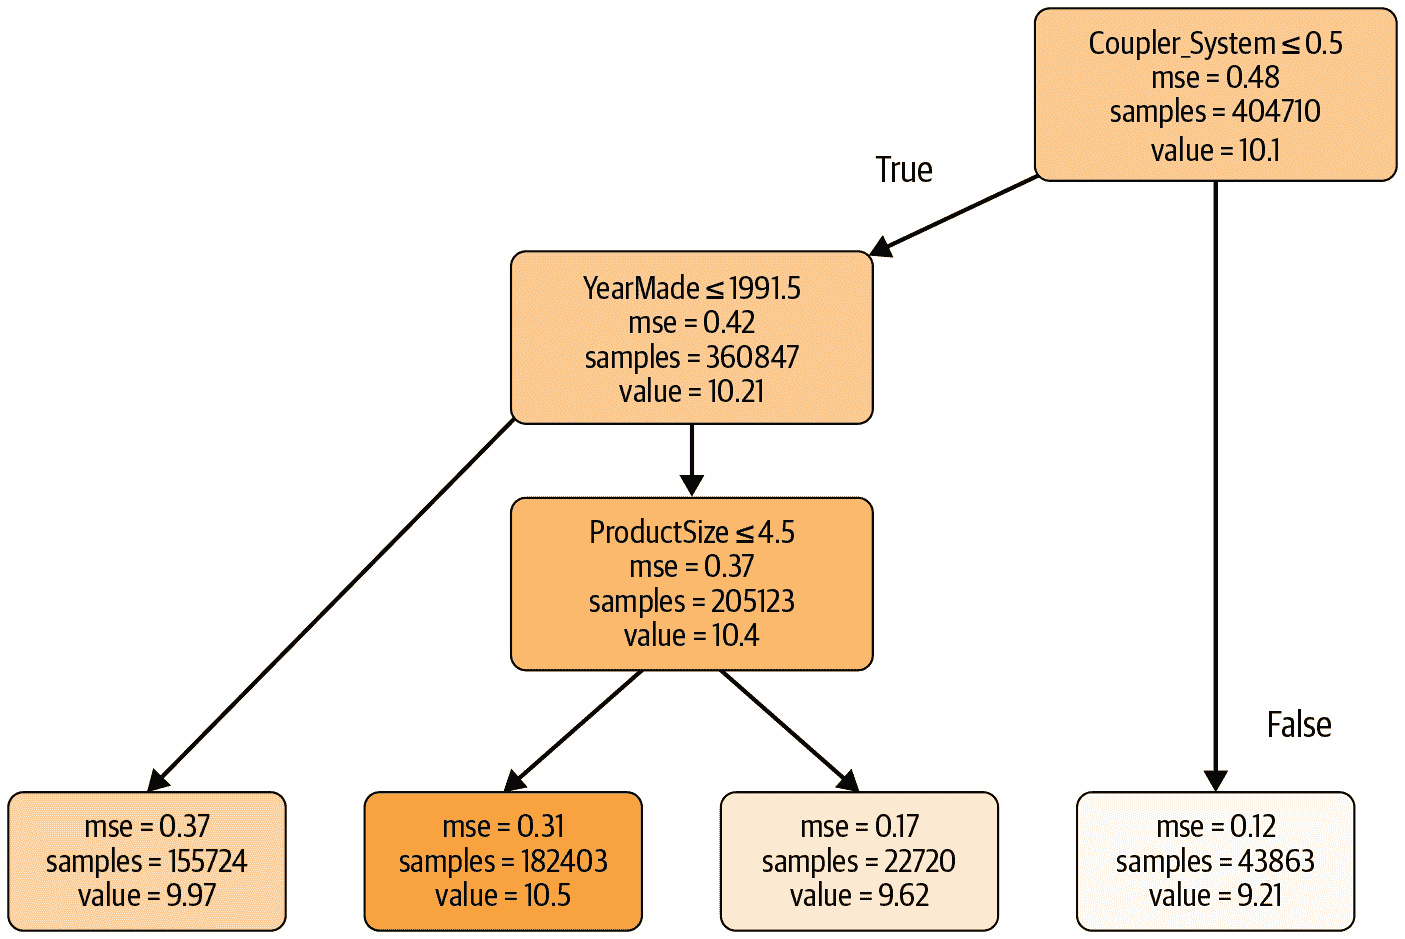 Coupler_System ≤ 0.5
mse = 0.48
samples = 404710
value = 10.1
True
YearMade ≤ 1991.5
mse = 0.42
samples = 360847
value = 10.21
ProductSize ≤ 4.5
mse = 0.37
samples = 205123
value = 10.4
False
mse = 0.37
samples = 155724
value = 9.97
mse = 0.31
samples = 182403
value = 10.5
mse = 0.17
samples = 22720
value = 9.62
mse = 0.12
samples = 43863
value = 9.21